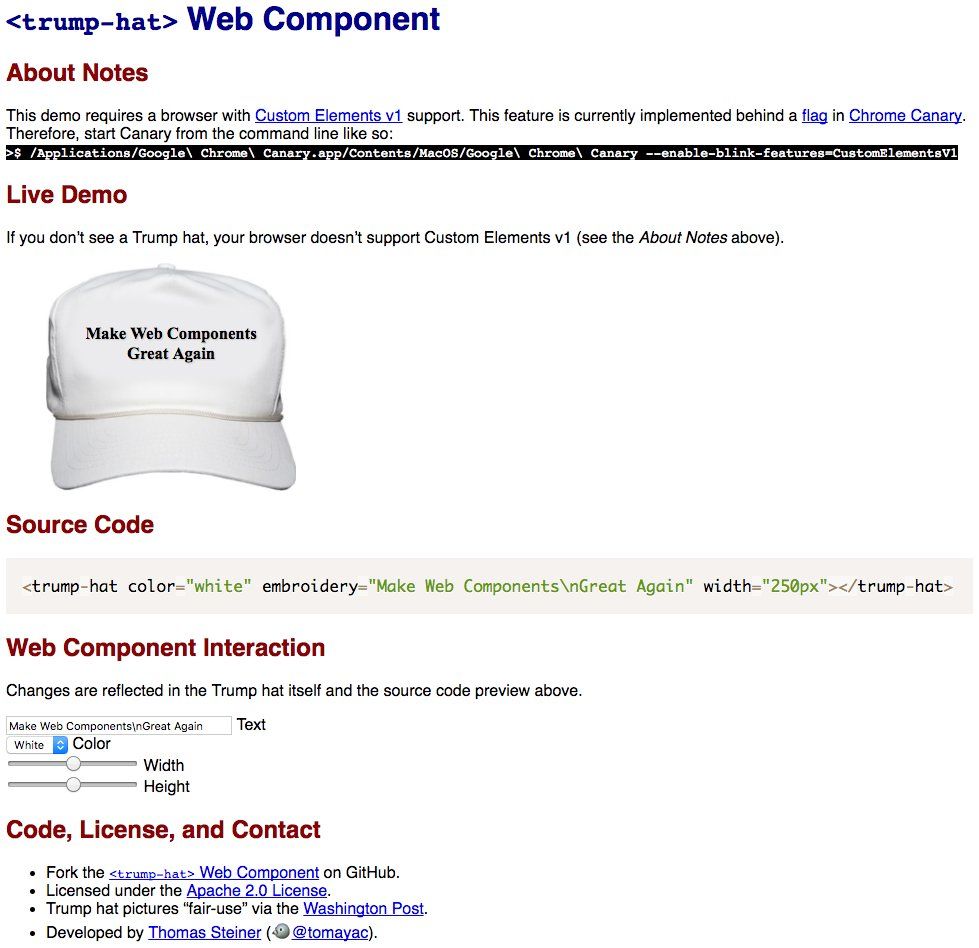 <trump-hat> Web Component
About Notes
This demo requires a browser with Custom Elements v1 support. This feature is currently implemented behind a flag in Chrome Canary.
Therefore, start Canary from the command line like so:
>$ /Applications/Google\ Chrome\ Canary.app/Contents/MacOS/Google\ Chrome\ Canary --enable-blink-features=CustomElementsV1
Live Demo
If you don’t see a Trump hat, your browser doesn’t support Custom Elements v1 (see the About Notes above).
Make Web Components
Great Again
Source Code
<trump-hat color="white" embroidery="Make Web Components\nGreat Again" width="250px"></trump-hat>
Web Component Interaction
Changes are reflected in the Trump hat itself and the source code preview above.
Make Web Components\nGreat Again Text
White Color
Width
Height
Code, License, and Contact
• Fork the <trump-hat> Web Component on GitHub.
• Licensed under the Apache 2.0 License.
• Trump hat pictures “fair-use” via the Washington Post.
• Developed by Thomas Steiner (@tomayac).